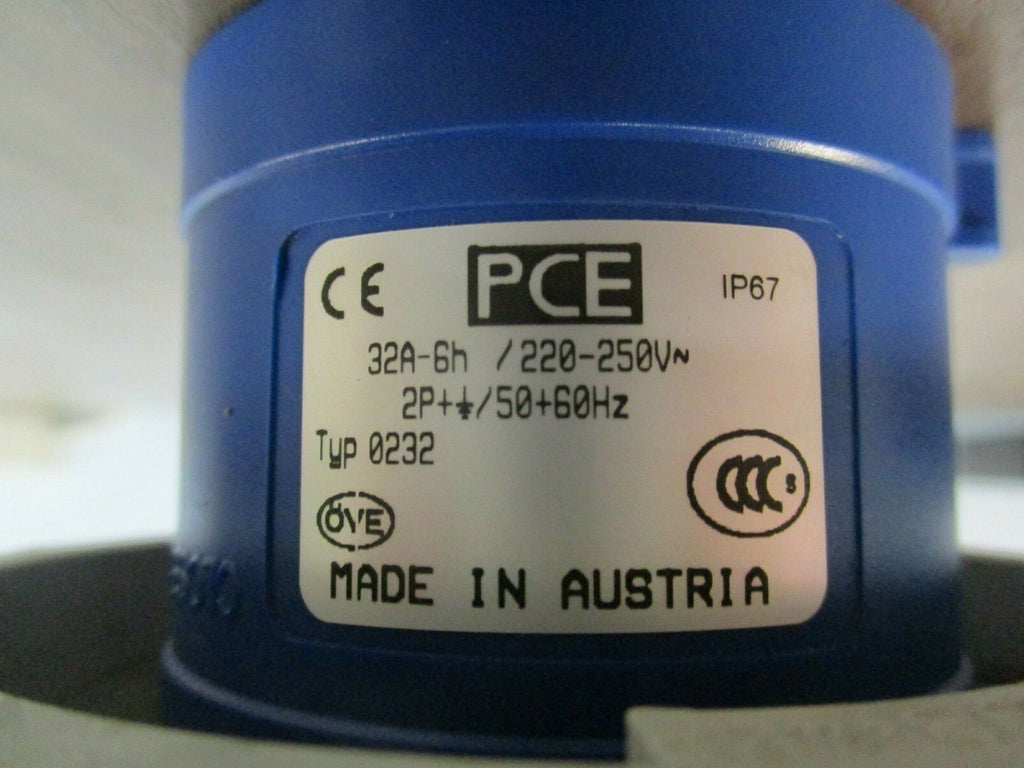 CE PCE IP67
32A-6h /220-250V~
2P+⏚/50+60Hz
Typ 0232
CCC S
ÖVE
MADE IN AUSTRIA